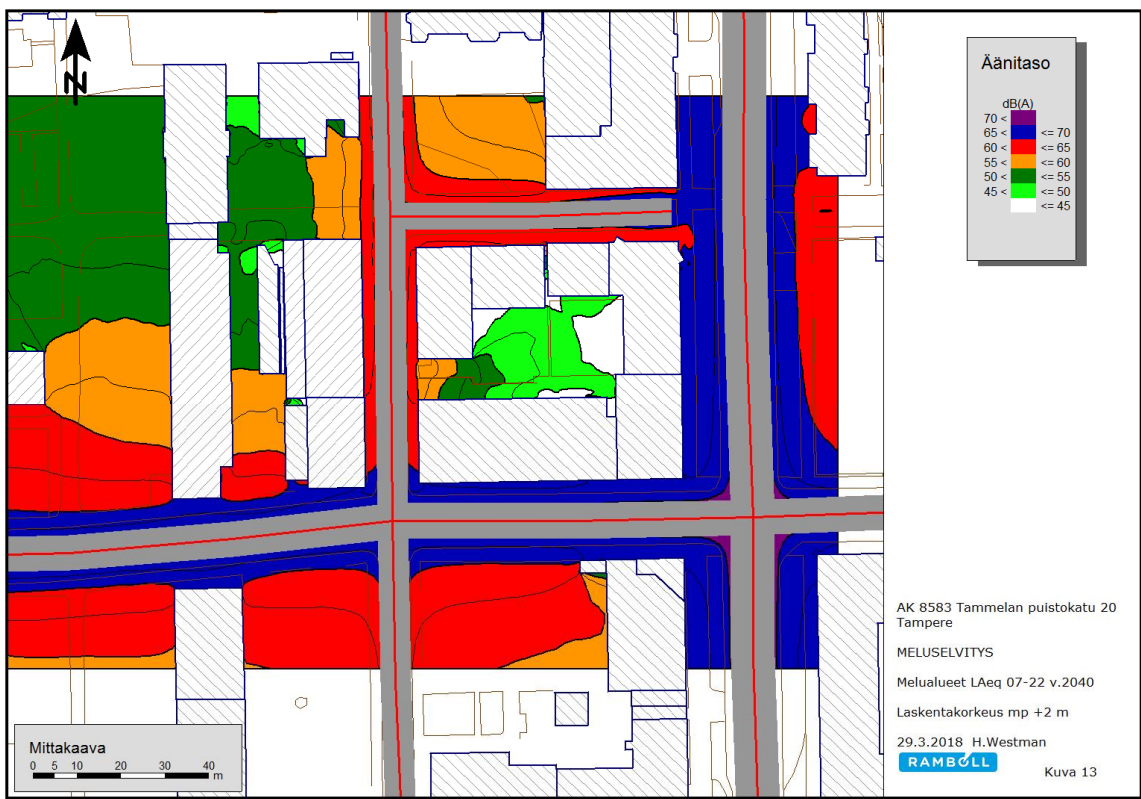 N
Äänitaso
dB(A)
70 <
65 < <= 70
60 < <= 65
55 < <= 60
50 < <= 55
45 < <= 50
<= 45
AK 8583 Tammelan puistokatu 20
Tampere
MELUSELVITYS
Melualueet LAeq 07-22 v.2040
Laskentakorkeus mp +2 m
29.3.2018 H.Westman
RAMBOLL
Kuva 13
Mittakaava
0 5 10 20 30 40
m